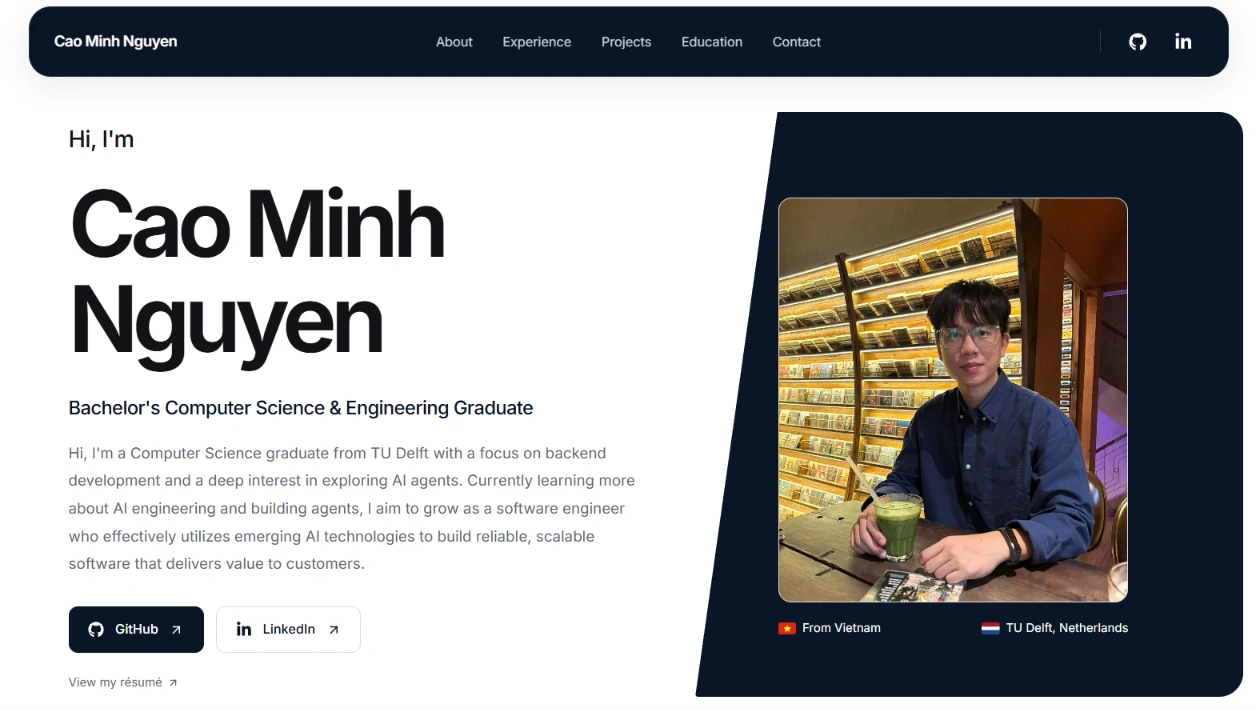 Cao Minh Nguyen
About
Experience
Projects
Education
Contact
in
Hi, I'm
Cao Minh
Nguyen
Bachelor's Computer Science & Engineering Graduate
Hi, I'm a Computer Science graduate from TU Delft with a focus on backend
development and a deep interest in exploring AI agents. Currently learning more
about AI engineering and building agents, I aim to grow as a software engineer
who effectively utilizes emerging AI technologies to build reliable, scalable
software that delivers value to customers.
GitHub
in LinkedIn
View my résumé
From Vietnam
TU Delft, Netherlands